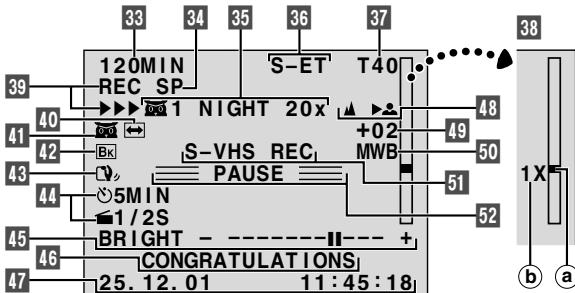 33 34 35 36 37 38
120MIN S-ET T40
39 REC SP
1 NIGHT 20x 48
40
41 +02 49
42 BK MWB 50
S-VHS REC
43 PAUSE 51
44 5MIN
1/2S 52
45 BRIGHT - -------- --- +
46 CONGRATULATIONS
47 25.12.01 11:45:18
1X
b a